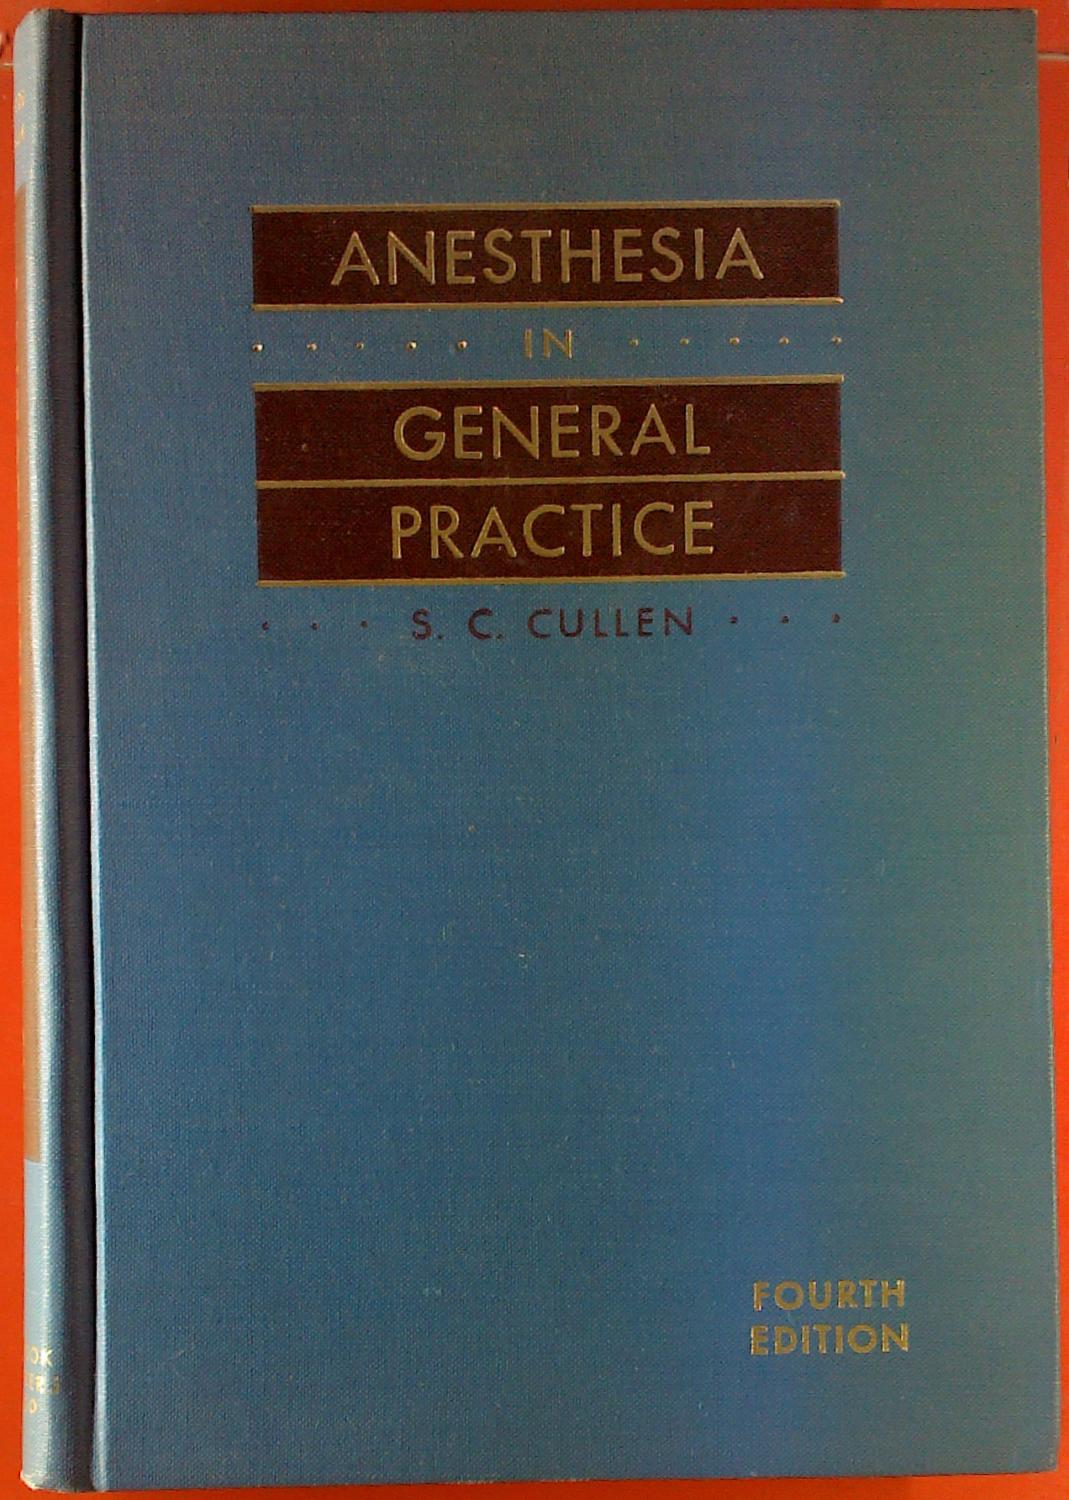 ANESTHESIA
IN
GENERAL
PRACTICE
S. C. CULLEN
FOURTH
EDITION